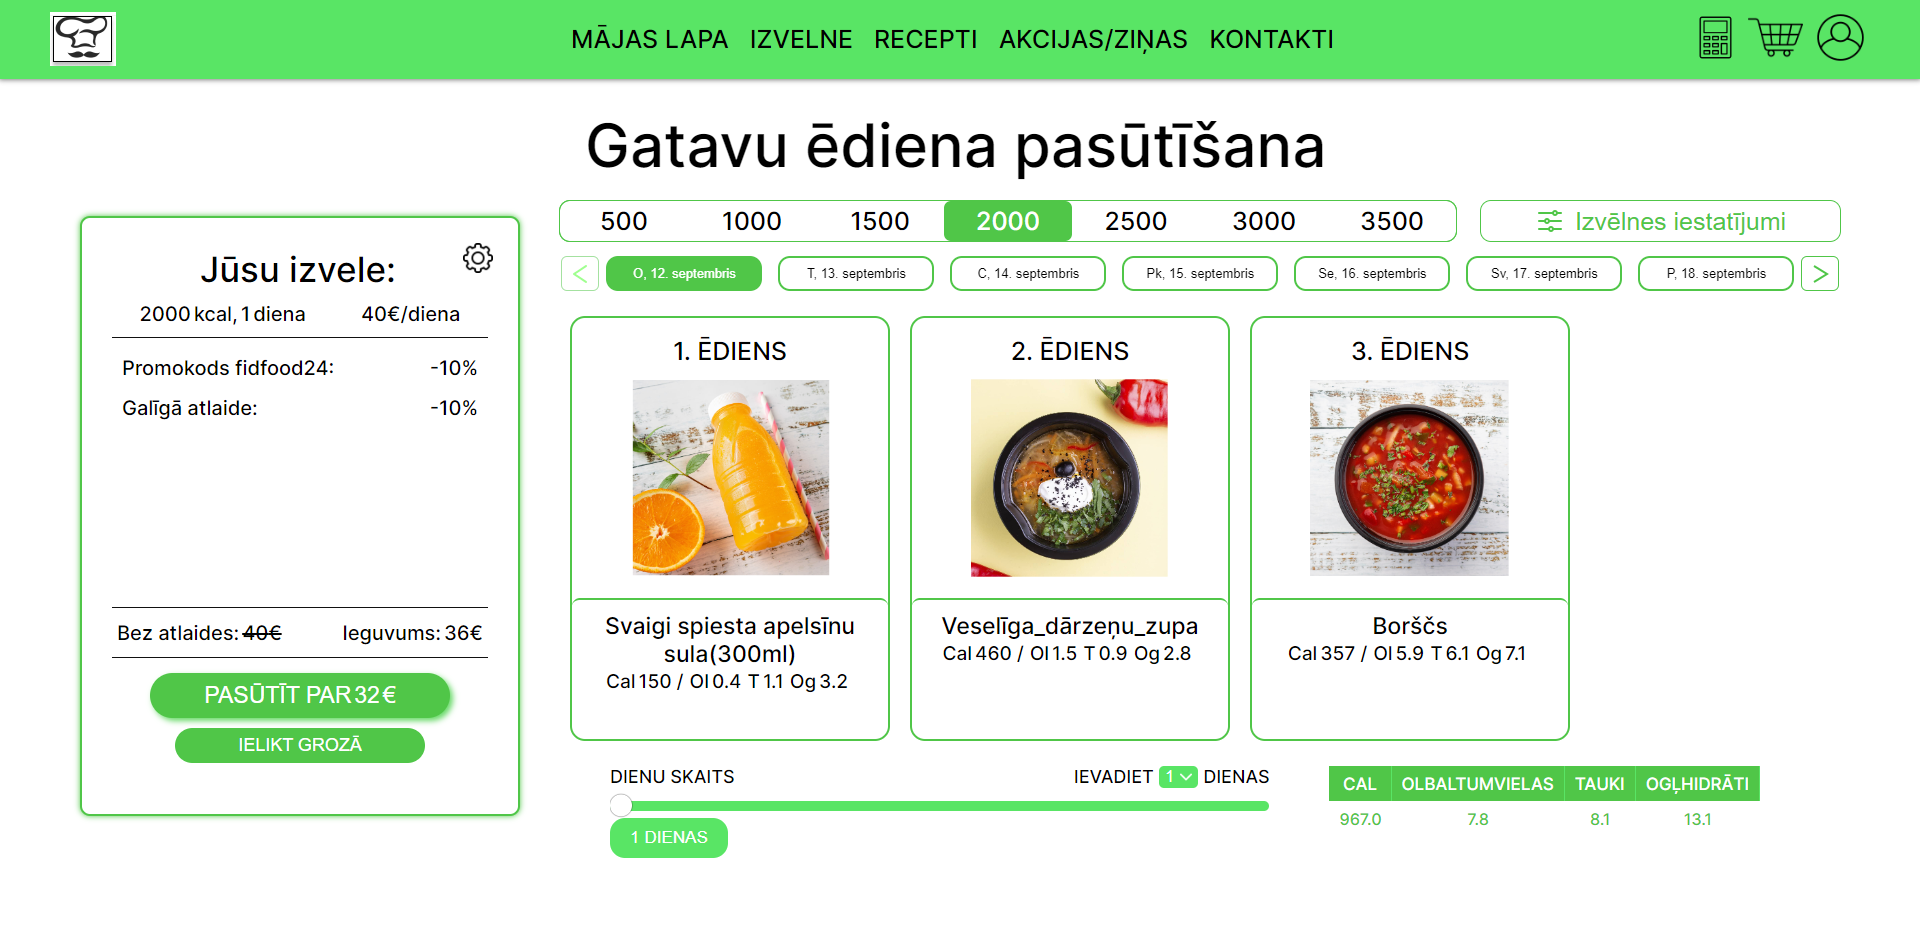 MĀJAS LAPA IZVELNE RECEPTI AKCIJAS/ZIŅAS KONTAKTI
Gatavu ēdiena pasūtīšana
500 1000 1500 2000 2500 3000 3500
Izvēlnes iestatījumi
O, 12. septembris T, 13. septembris C, 14. septembris Pk, 15. septembris Se, 16. septembris Sv, 17. septembris P, 18. septembris
Jūsu izvele:
2000 kcal, 1 diena 40€/diena
Promokods fidfood24: -10%
Galīgā atlaide: -10%
Bez atlaides: 40€ Ieguvums: 36€
PASŪTĪT PAR 32€
IELIKT GROZĀ
1. ĒDIENS
Svaigi spiesta apelsīnu
sula(300ml)
Cal 150 / Ol 0.4 T 1.1 Og 3.2
2. ĒDIENS
Veselīga_dārzeņu_zupa
Cal 460 / Ol 1.5 T 0.9 Og 2.8
3. ĒDIENS
Borščs
Cal 357 / Ol 5.9 T 6.1 Og 7.1
DIENU SKAITS IEVADIET 1 DIENAS
1 DIENAS
CAL OLBALTUMVIELAS TAUKI OGĻHIDRĀTI
967.0 7.8 8.1 13.1